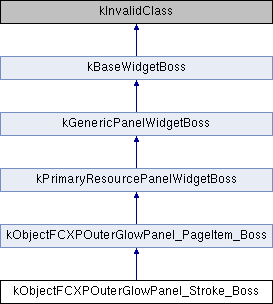 kInvalidClass
kBaseWidgetBoss
kGenericPanelWidgetBoss
kPrimaryResourcePanelWidgetBoss
kObjectFCXPOuterGlowPanel_PageItem_Boss
kObjectFCXPOuterGlowPanel_Stroke_Boss